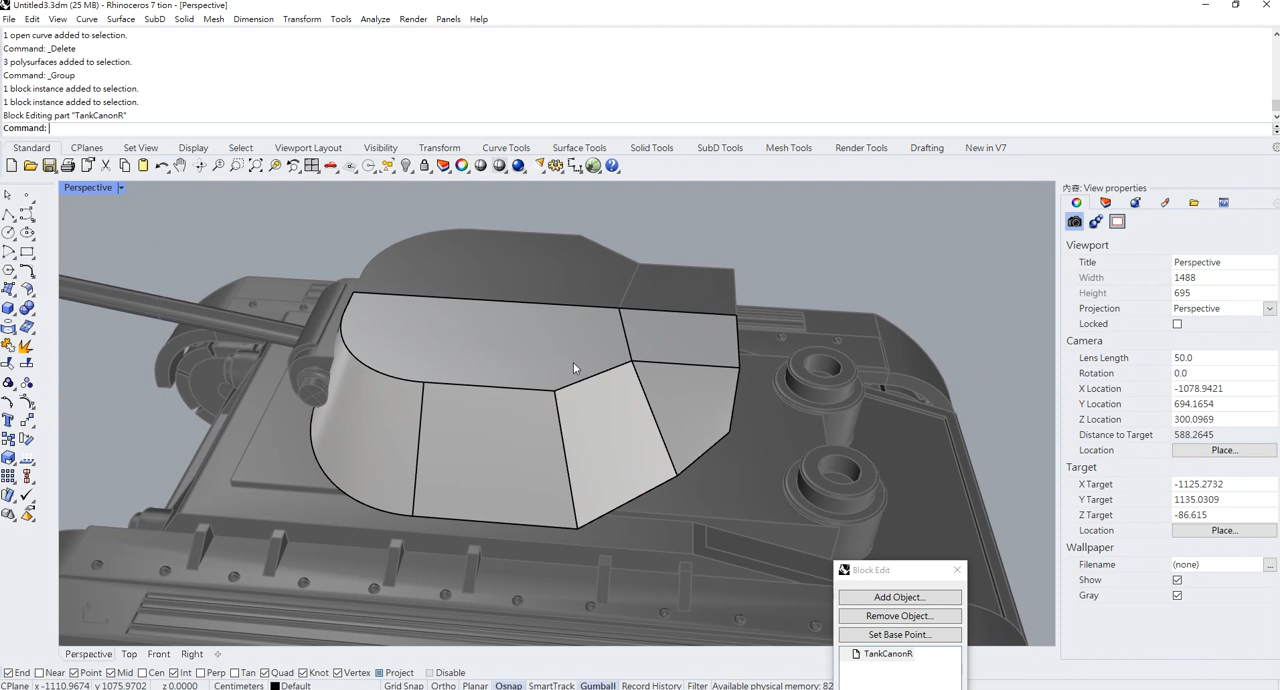 Untitled3.3dm (25 MB) - Rhinoceros 7 tion - [Perspective]
File Edit View Curve Surface SubD Solid Mesh Dimension Transform Tools Analyze Render Panels Help
1 open curve added to selection.
Command: _Delete
3 polysurfaces added to selection.
Command: _Group
1 block instance added to selection.
1 block instance added to selection.
Block Editing part "TankCanonR"
Command:
Standard CPlanes Set View Display Select Viewport Layout Visibility Transform Curve Tools Surface Tools Solid Tools SubD Tools Mesh Tools Render Tools Drafting New in V7
Perspective
內容: View properties
Viewport
Title Perspective
Width 1488
Height 695
Projection Perspective
Locked
Camera
Lens Length 50.0
Rotation 0.0
X Location -1078.9421
Y Location 694.1654
Z Location 300.0969
Distance to Target 588.2645
Location Place...
Target
X Target -1125.2732
Y Target 1135.0309
Z Target -86.615
Location Place...
Wallpaper
Filename (none) ...
Show
Gray
Block Edit
Add Object...
Remove Object...
Set Base Point...
TankCanonR
Perspective Top Front Right
End Near Point Mid Cen Int Perp Tan Quad Knot Vertex Project Disable
CPlane x -1110.9674 y 1075.9702 z 0.0000 Centimeters Default Grid Snap Ortho Planar Osnap SmartTrack Gumball Record History Filter Available physical memory: 82